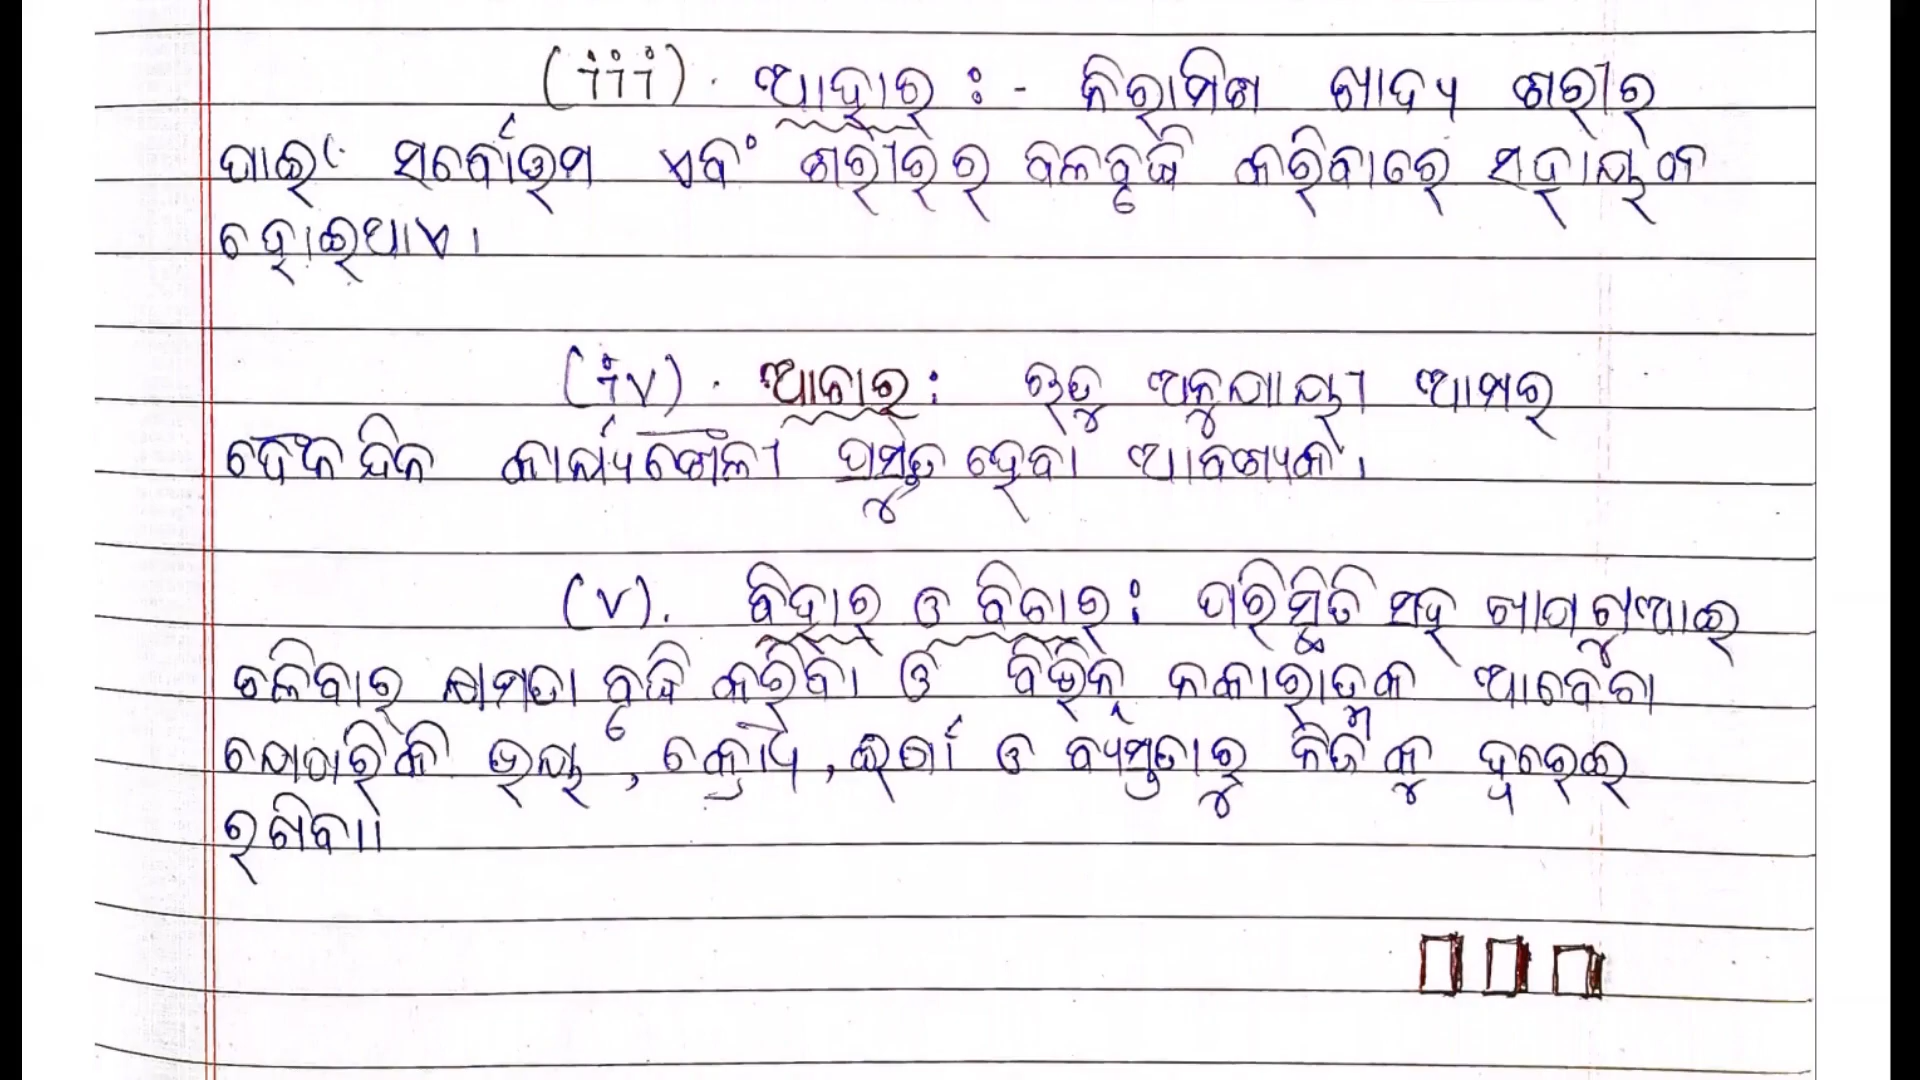 (iii). ଆହାର :- ନିରାମିଶ ଖାଦ୍ୟ ଶରୀର
ପାଇଁ ସର୍ବୋତ୍ତମ ଏବଂ ଶରୀରର ବଳବୃଦ୍ଧି କରିବାରେ ସହାୟକ
ହୋଇଥାଏ।
(iv). ଆଚାର: ଋତୁ ଅନୁଯାୟୀ ଆମର
ଦୈନନ୍ଦିନ କାର୍ଯ୍ୟଶୈଳୀ ପ୍ରସ୍ତୁତ ହେବା ଆବଶ୍ୟକ।
(v). ବିହାର ଓ ବିଚାର: ପରିସ୍ଥିତି ସହ ଖାପଖୁଆଇ
ଚଳିବାର କ୍ଷମତା ବୃଦ୍ଧି କରିବା ଓ ବିଭିନ୍ନ ନକାରାତ୍ମକ ଆବେଗ
ଯେପରିକି ଭୟ, କ୍ରୋଧ, ଇର୍ଷା ଓ ବ୍ୟସ୍ତତାରୁ ନିଜକୁ ଦୂରେଇ
ରଖିବା।